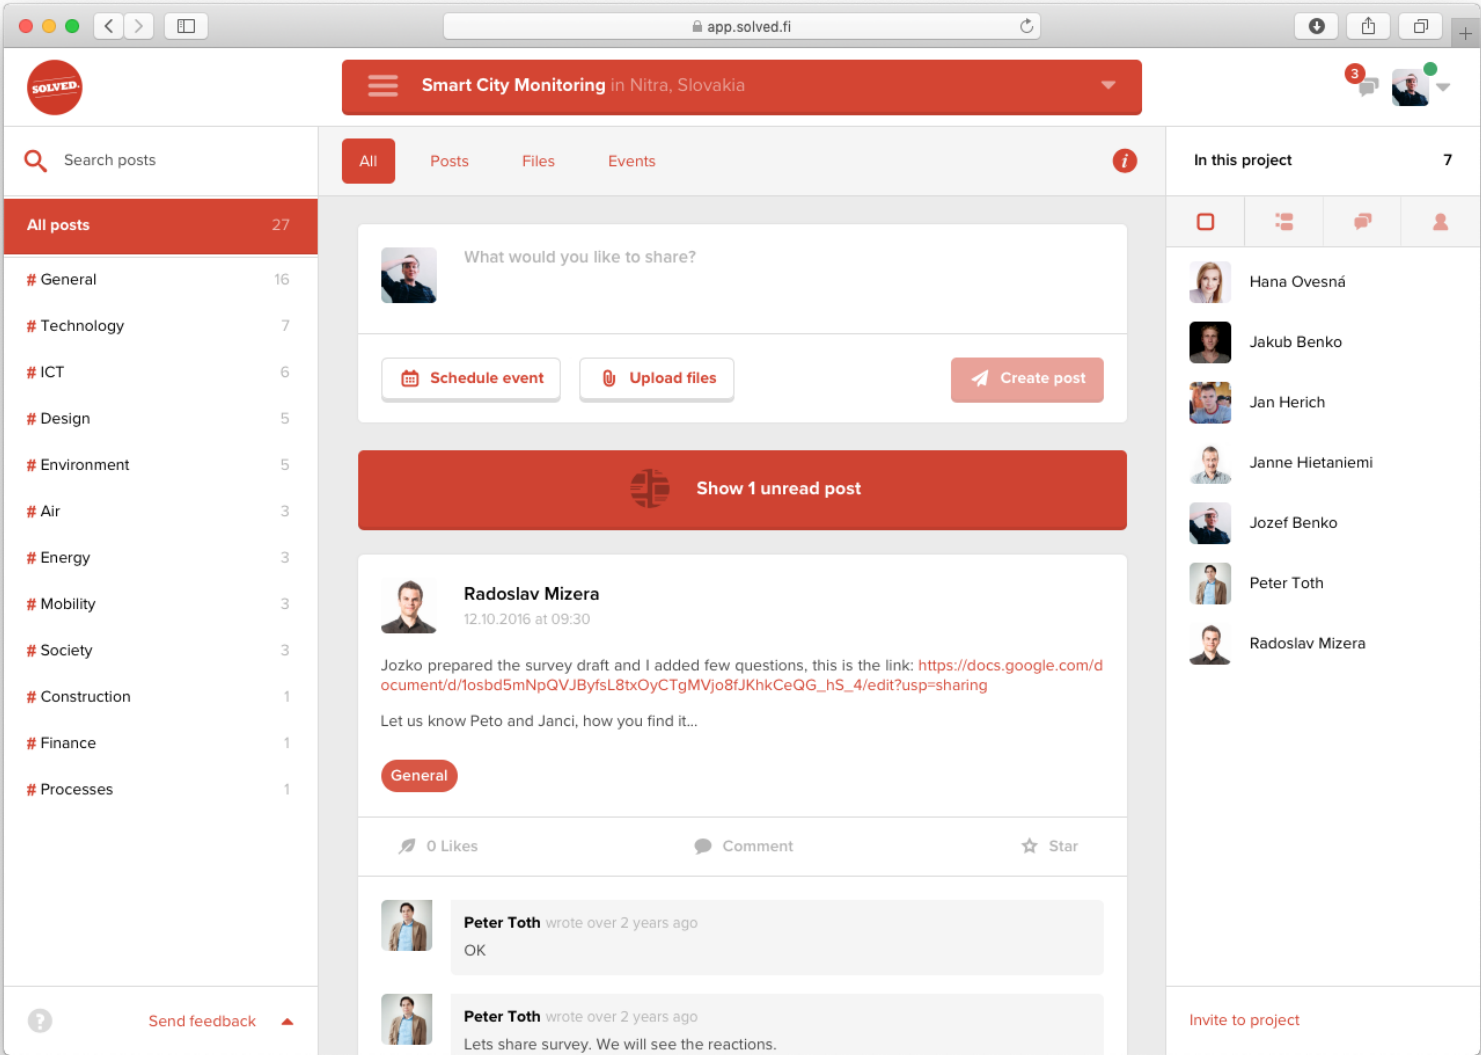 app.solved.fi
SOLVED.
Smart City Monitoring in Nitra, Slovakia
3
Search posts
All posts 27
# General 16
# Technology 7
# ICT 6
# Design 5
# Environment 5
# Air 3
# Energy 3
# Mobility 3
# Society 3
# Construction 1
# Finance 1
# Processes 1
? Send feedback
All Posts Files Events i
What would you like to share?
Schedule event Upload files Create post
Show 1 unread post
Radoslav Mizera
12.10.2016 at 09:30
Jozko prepared the survey draft and I added few questions, this is the link: https://docs.google.com/d
ocument/d/1osbd5mNpQVJByfsL8txOyCTgMVjo8fJKhkCeQG_hS_4/edit?usp=sharing
Let us know Peto and Janci, how you find it...
General
0 Likes Comment Star
Peter Toth wrote over 2 years ago
OK
Peter Toth wrote over 2 years ago
Lets share survey. We will see the reactions.
In this project 7
Hana Ovesná
Jakub Benko
Jan Herich
Janne Hietaniemi
Jozef Benko
Peter Toth
Radoslav Mizera
Invite to project